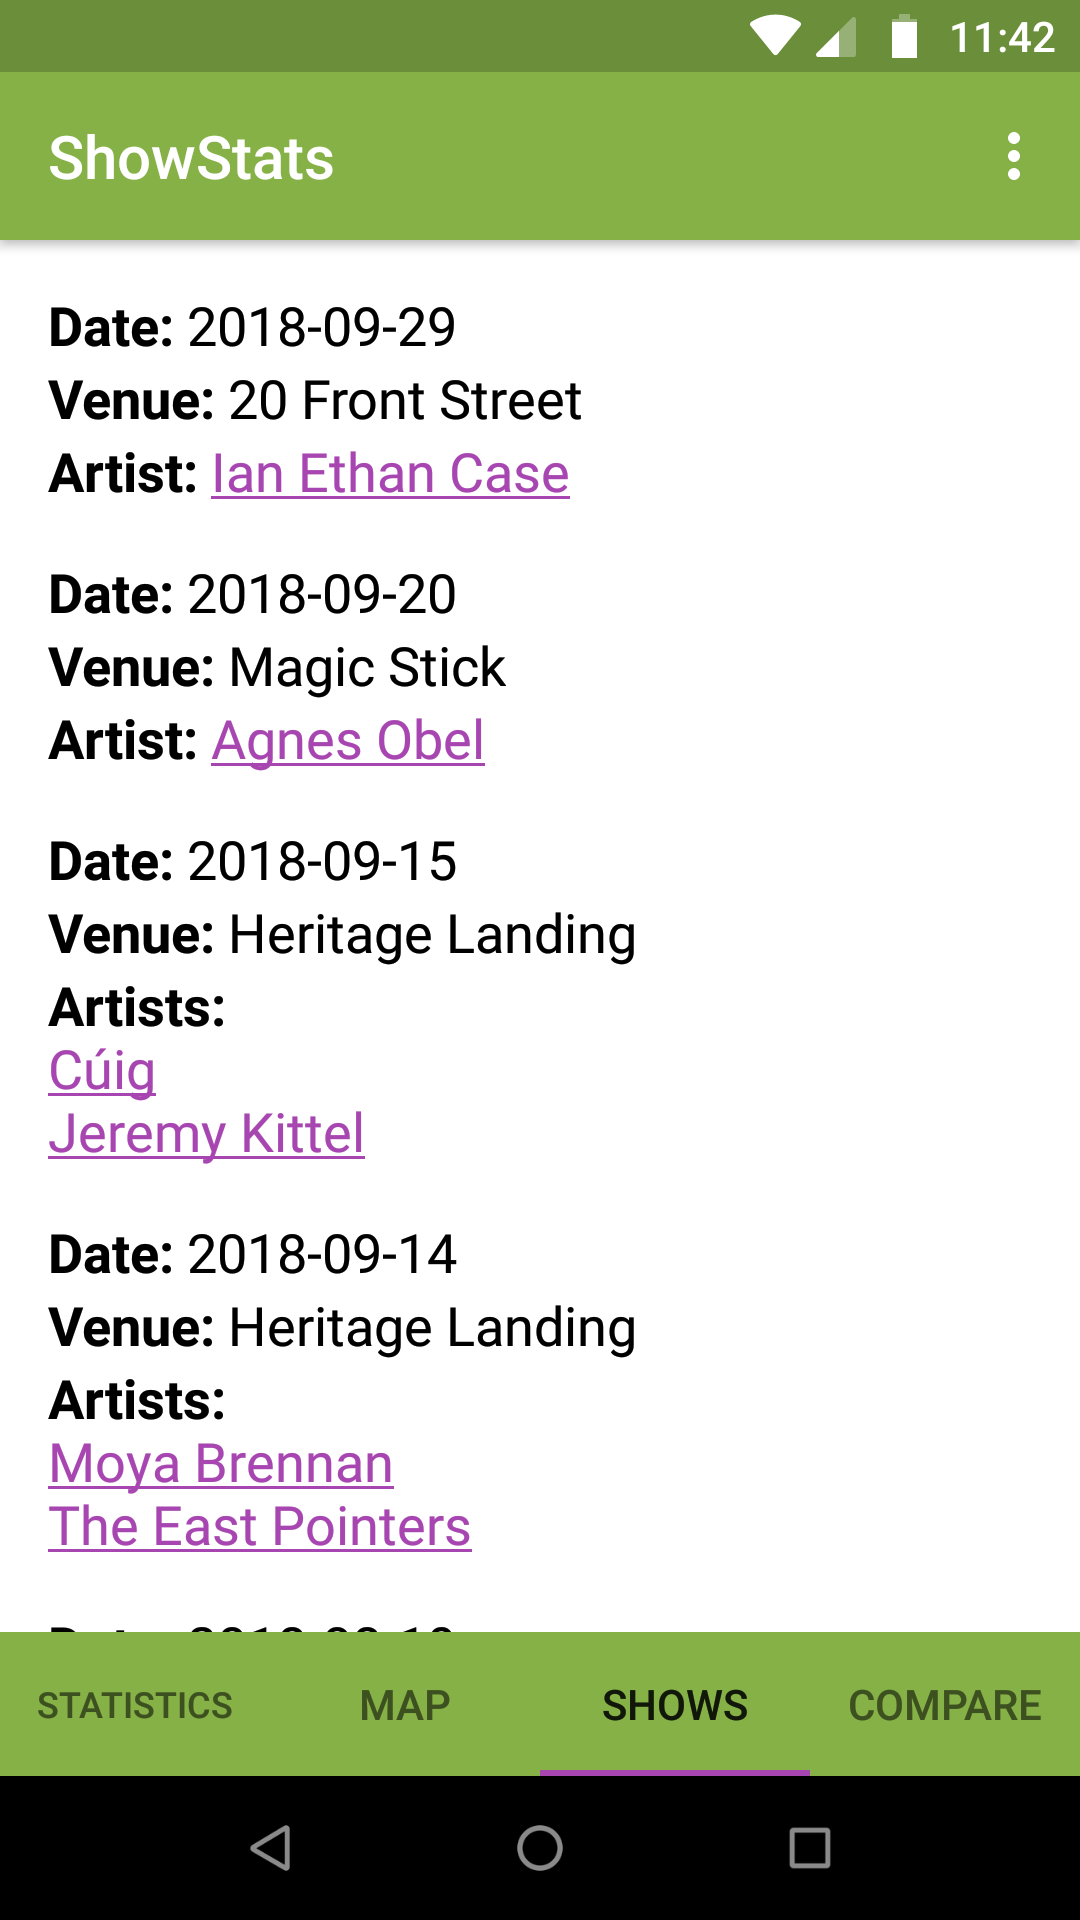 11:42
ShowStats
Date: 2018-09-29
Venue: 20 Front Street
Artist: Ian Ethan Case
Date: 2018-09-20
Venue: Magic Stick
Artist: Agnes Obel
Date: 2018-09-15
Venue: Heritage Landing
Artists:
Cúig
Jeremy Kittel
Date: 2018-09-14
Venue: Heritage Landing
Artists:
Moya Brennan
The East Pointers
STATISTICS MAP SHOWS COMPARE